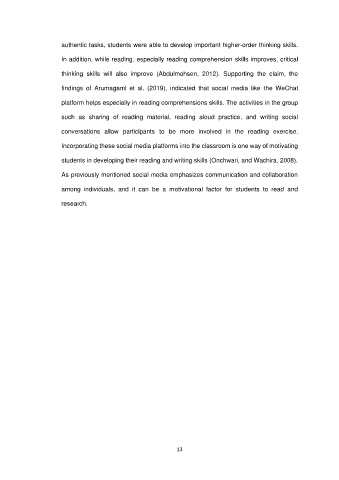 authentic tasks, students were able to develop important higher-order thinking skills.
In addition, while reading, especially reading comprehension skills improves, critical
thinking skills will also improve (Abdulmohsen, 2012). Supporting the claim, the
findings of Arumagaml et al. (2019), indicated that social media like the WeChat
platform helps especially in reading comprehensions skills. The activities in the group
such as sharing of reading material, reading aloud practice, and writing social
conversations allow participants to be more involved in the reading exercise.
Incorporating these social media platforms into the classroom is one way of motivating
students in developing their reading and writing skills (Onchwari, and Wachira, 2008).
As previously mentioned social media emphasizes communication and collaboration
among individuals, and it can be a motivational factor for students to read and
research.
13